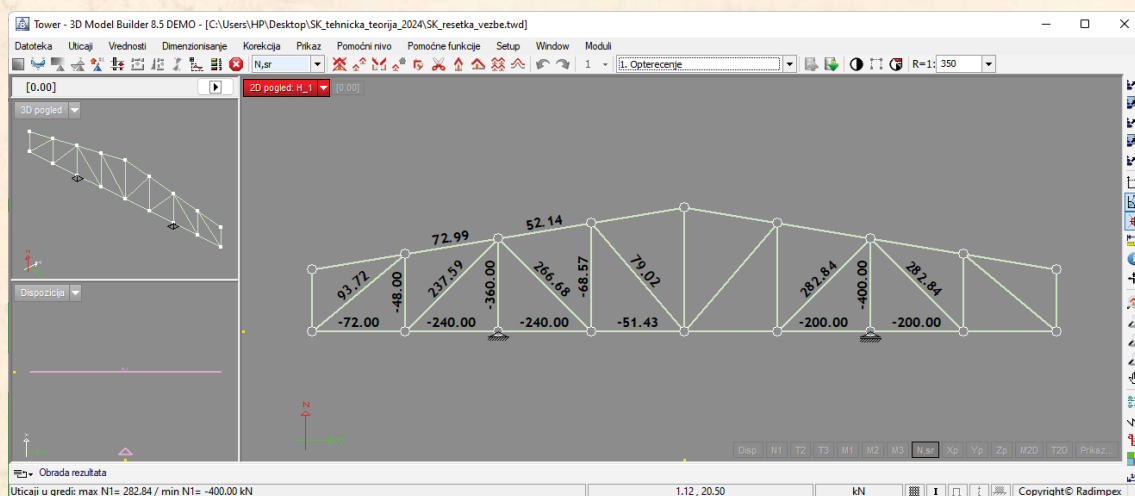 Tower - 3D Model Builder 8.5 DEMO - [C:\Users\HP\Desktop\SK_tehnicka_teorija_2024\SK_resetka_vezbe.twd]
Datoteka Uticaji Vrednosti Dimenzionisanje Korekcija Prikaz Pomoćni nivo Pomoćne funkcije Setup Window Moduli
N,sr 1 1. Opterecenje R=1: 350
[0.00] 2D pogled: H_1 [0.00]
3D pogled
52.14
72.99
93.72 -48.00 237.59 -360.00 266.68 -68.57 79.02 282.84 -400.00 282.84
-72.00 -240.00 -240.00 -51.43 -200.00 -200.00
Dispozicija
Disp. N1 T2 T3 M1 M2 M3 N,sr Xp Yp Zp M2D T2D Prikaz...
Obrada rezultata
Uticaji u gredi: max N1= 282.84 / min N1= -400.00 kN 1.12 , 20.50 kN Copyright© Radimpex